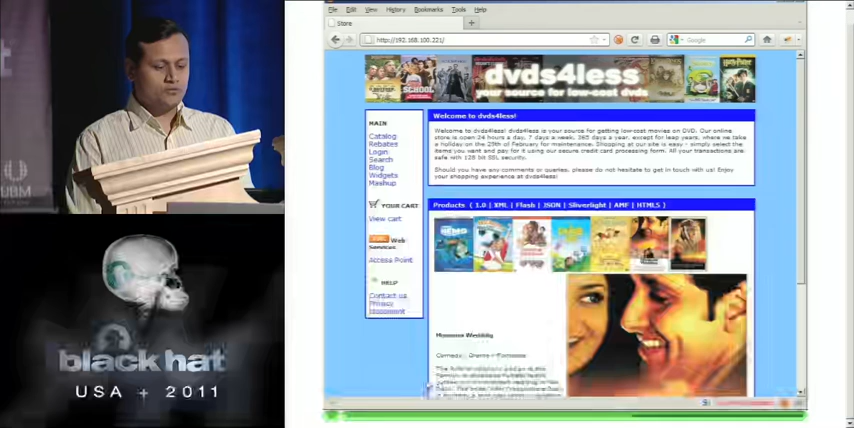 File Edit View History Bookmarks Tools Help
Store
http://192.168.100.221/
Google
dvds4less
your source for low-cost dvds
SCHOOL
MAIN
Catalog
Rebates
Login
Search
Blog
Widgets
Mashup
YOUR CART
View cart
Web
Services
Access Point
HELP
Contact us
Privacy
Statement
Welcome to dvds4less!
Welcome to dvds4less! dvds4less is your source for getting low-cost movies on DVD. Our online
store is open 24 hours a day, 7 days a week, 365 days a year, except for leap years, where we take
a holiday on the 29th of February for maintenance. Shopping at our site is easy - simply select the
items you want and pay for it using our secure credit card processing form. All your transactions are
safe with 128 bit SSL security.
Should you have any comments or queries, please do not hesitate to get in touch with us! Enjoy
your shopping experience at dvds4less!
Products ( 1.0 | XML | Flash | JSON | Sliverlight | AMF | HTML5 )
Monsoon Wedding
UBM
black hat
USA + 2011